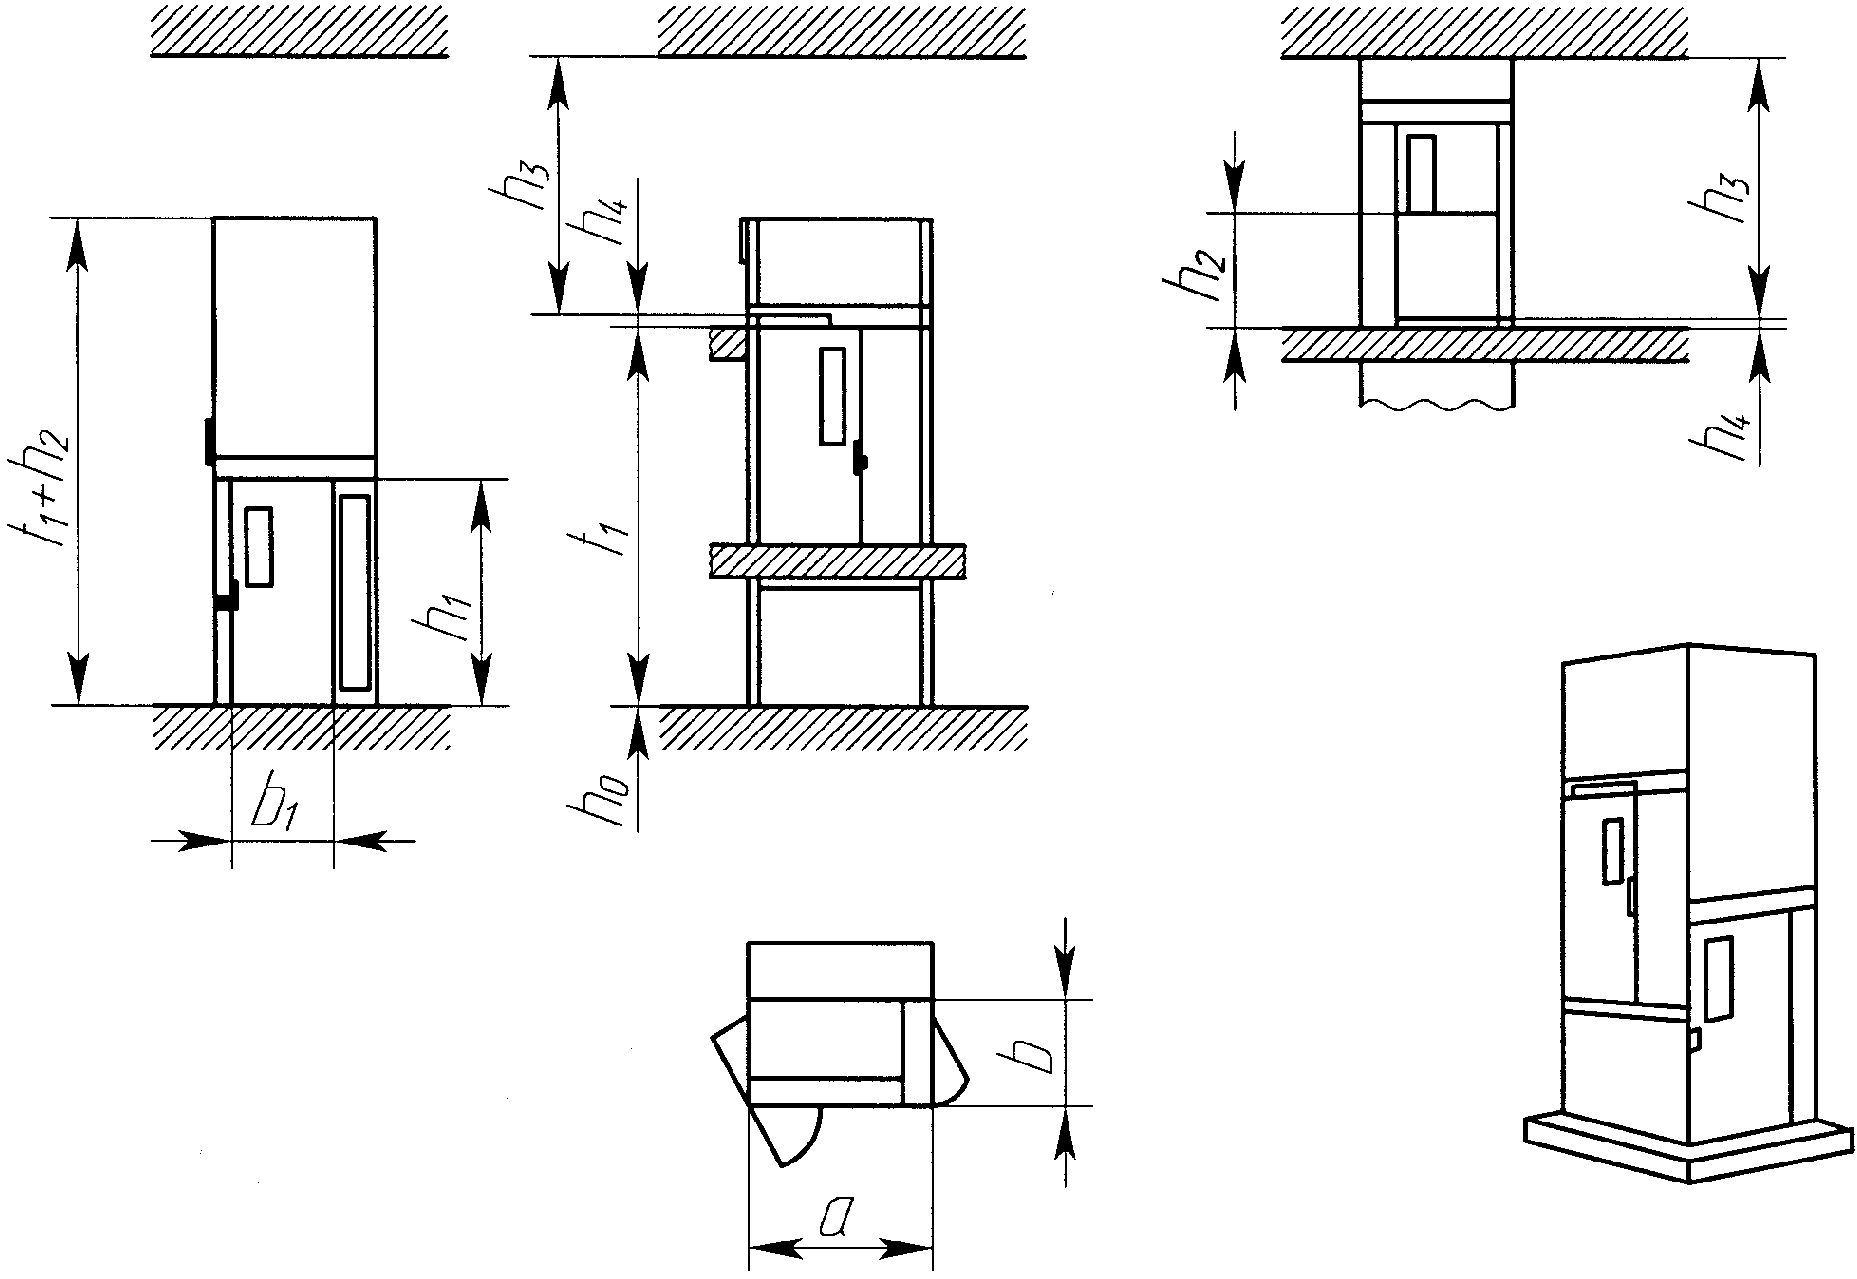 h₃
h₄
h₃
h₂
t₁+h₂
h₁
t₁
h₄
h₀
b₁
b
a